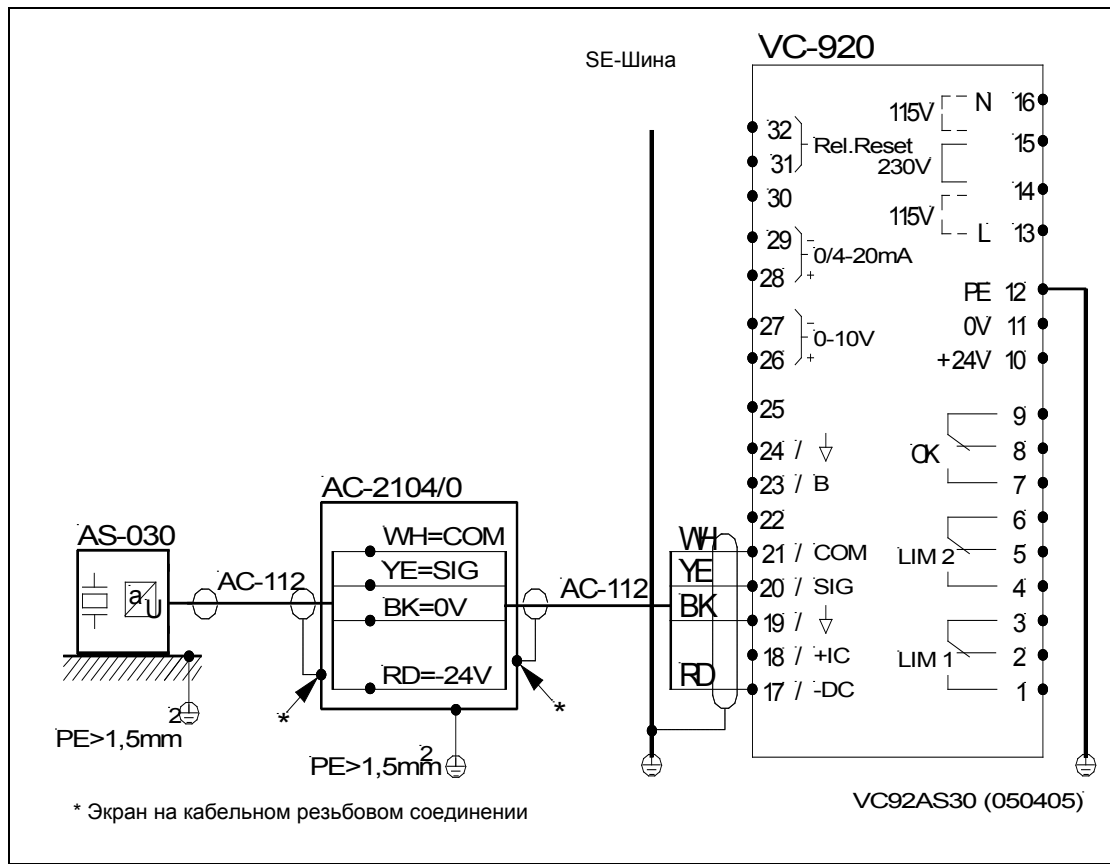 SE-Шина
VC-920
32
31
Rel.Reset
30
29
28
0/4-20mA
-
+
27
26
0-10V
-
+
25
24 / 
23 / B
22
21 / COM
20 / SIG
19 / 
18 / +IC
17 / -DC
115V
N 16
15
230V
14
115V
L 13
PE 12
0V 11
+24V 10
9
OK 8
7
6
LIM 2 5
4
3
LIM 1 2
1
AS-030
a
U
AC-112
AC-2104/0
WH=COM
YE=SIG
BK=0V
RD=-24V
AC-112
WH
YE
BK
RD
*
*
PE>1,5mm²
PE>1,5mm²
* Экран на кабельном резьбовом соединении
VC92AS30 (050405)